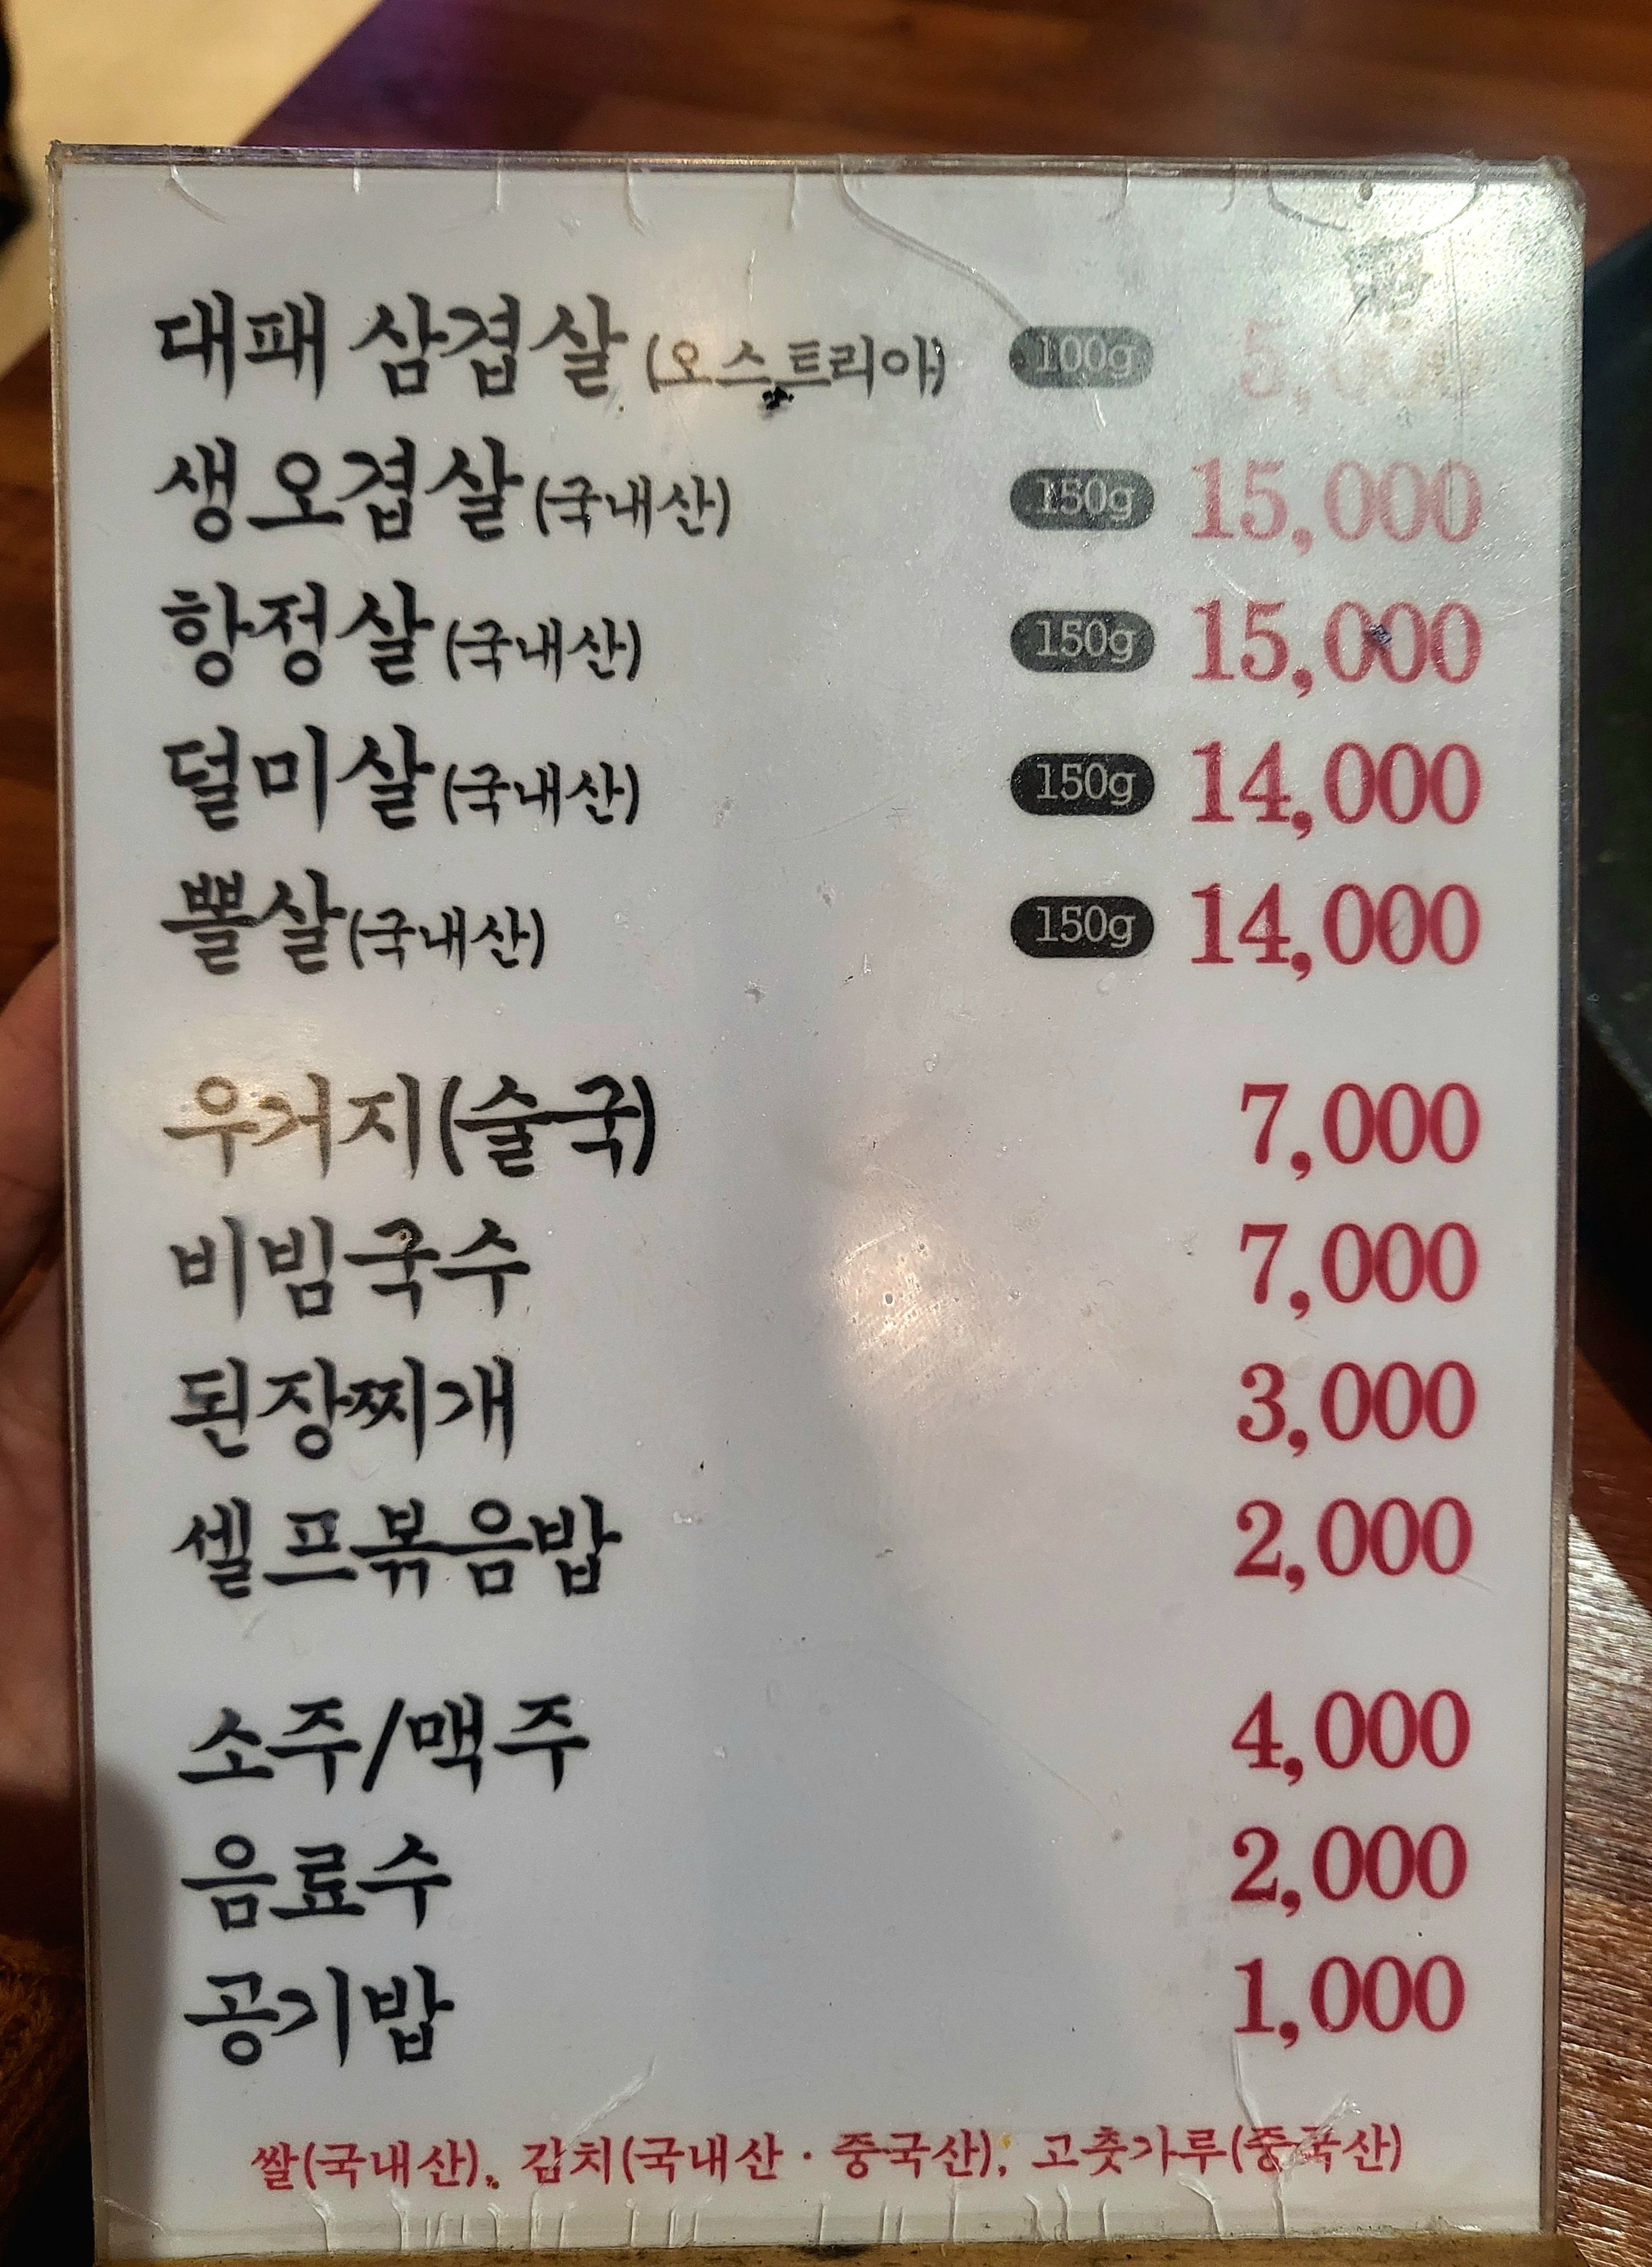 대패 삼겹살 (오스트리아) 100g 5,000
생오겹살 (국내산) 150g 15,000
항정살 (국내산) 150g 15,000
덜미살 (국내산) 150g 14,000
뽈살 (국내산) 150g 14,000
우거지(술국) 7,000
비빔국수 7,000
된장찌개 3,000
셀프볶음밥 2,000
소주/맥주 4,000
음료수 2,000
공기밥 1,000
쌀(국내산), 김치(국내산 · 중국산), 고춧가루(중국산)